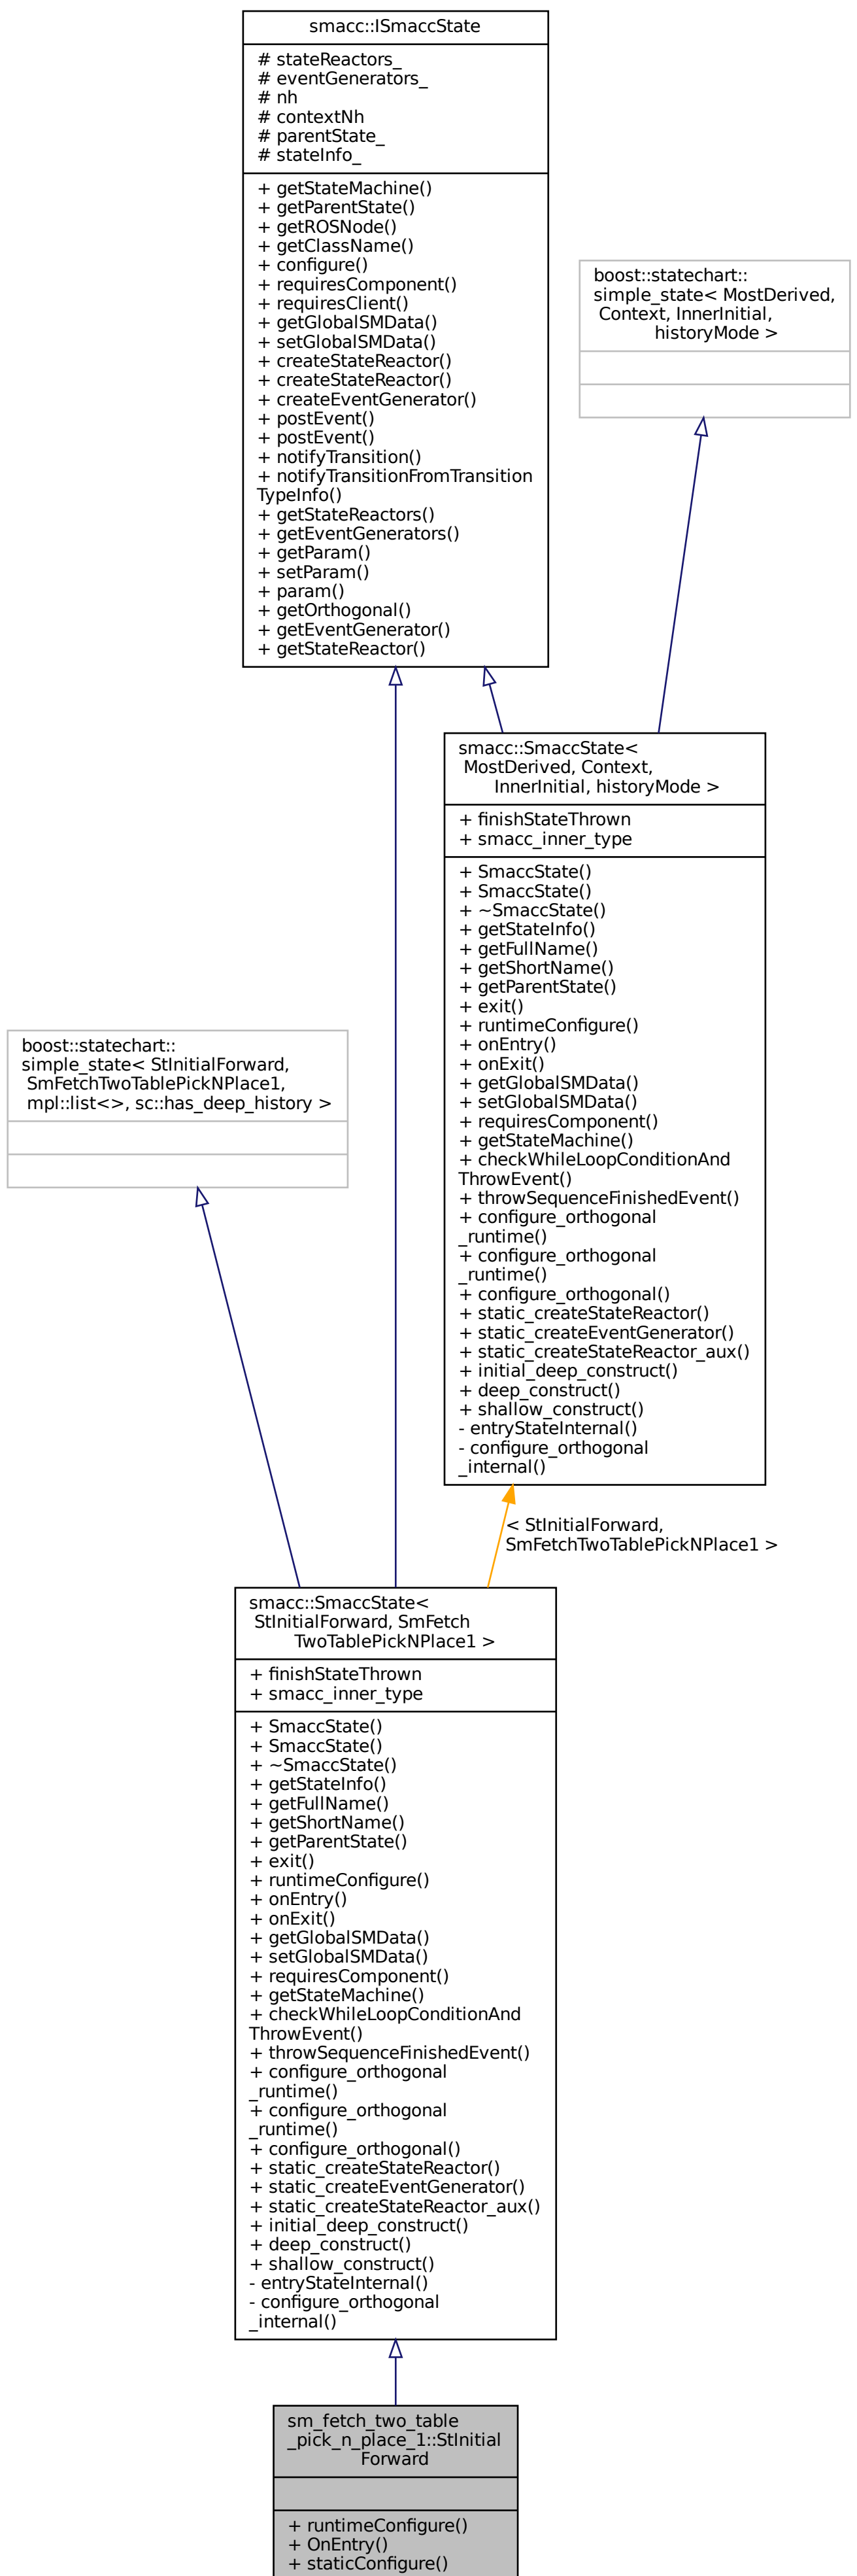 smacc::ISmaccState
# stateReactors_
# eventGenerators_
# nh
# contextNh
# parentState_
# stateInfo_
+ getStateMachine()
+ getParentState()
+ getROSNode()
+ getClassName()
+ configure()
+ requiresComponent()
+ requiresClient()
+ getGlobalSMData()
+ setGlobalSMData()
+ createStateReactor()
+ createStateReactor()
+ createEventGenerator()
+ postEvent()
+ postEvent()
+ notifyTransition()
+ notifyTransitionFromTransition
TypeInfo()
+ getStateReactors()
+ getEventGenerators()
+ getParam()
+ setParam()
+ param()
+ getOrthogonal()
+ getEventGenerator()
+ getStateReactor()
boost::statechart::
simple_state< MostDerived,
Context, InnerInitial,
historyMode >
smacc::SmaccState<
MostDerived, Context,
InnerInitial, historyMode >
+ finishStateThrown
+ smacc_inner_type
+ SmaccState()
+ SmaccState()
+ ~SmaccState()
+ getStateInfo()
+ getFullName()
+ getShortName()
+ getParentState()
+ exit()
+ runtimeConfigure()
+ onEntry()
+ onExit()
+ getGlobalSMData()
+ setGlobalSMData()
+ requiresComponent()
+ getStateMachine()
+ checkWhileLoopConditionAnd
ThrowEvent()
+ throwSequenceFinishedEvent()
+ configure_orthogonal
_runtime()
+ configure_orthogonal
_runtime()
+ configure_orthogonal()
+ static_createStateReactor()
+ static_createEventGenerator()
+ static_createStateReactor_aux()
+ initial_deep_construct()
+ deep_construct()
+ shallow_construct()
- entryStateInternal()
- configure_orthogonal
_internal()
boost::statechart::
simple_state< StInitialForward,
SmFetchTwoTablePickNPlace1,
mpl::list<>, sc::has_deep_history >
< StInitialForward,
SmFetchTwoTablePickNPlace1 >
smacc::SmaccState<
StInitialForward, SmFetch
TwoTablePickNPlace1 >
+ finishStateThrown
+ smacc_inner_type
+ SmaccState()
+ SmaccState()
+ ~SmaccState()
+ getStateInfo()
+ getFullName()
+ getShortName()
+ getParentState()
+ exit()
+ runtimeConfigure()
+ onEntry()
+ onExit()
+ getGlobalSMData()
+ setGlobalSMData()
+ requiresComponent()
+ getStateMachine()
+ checkWhileLoopConditionAnd
ThrowEvent()
+ throwSequenceFinishedEvent()
+ configure_orthogonal
_runtime()
+ configure_orthogonal
_runtime()
+ configure_orthogonal()
+ static_createStateReactor()
+ static_createEventGenerator()
+ static_createStateReactor_aux()
+ initial_deep_construct()
+ deep_construct()
+ shallow_construct()
- entryStateInternal()
- configure_orthogonal
_internal()
sm_fetch_two_table
_pick_n_place_1::StInitial
Forward
+ runtimeConfigure()
+ OnEntry()
+ staticConfigure()